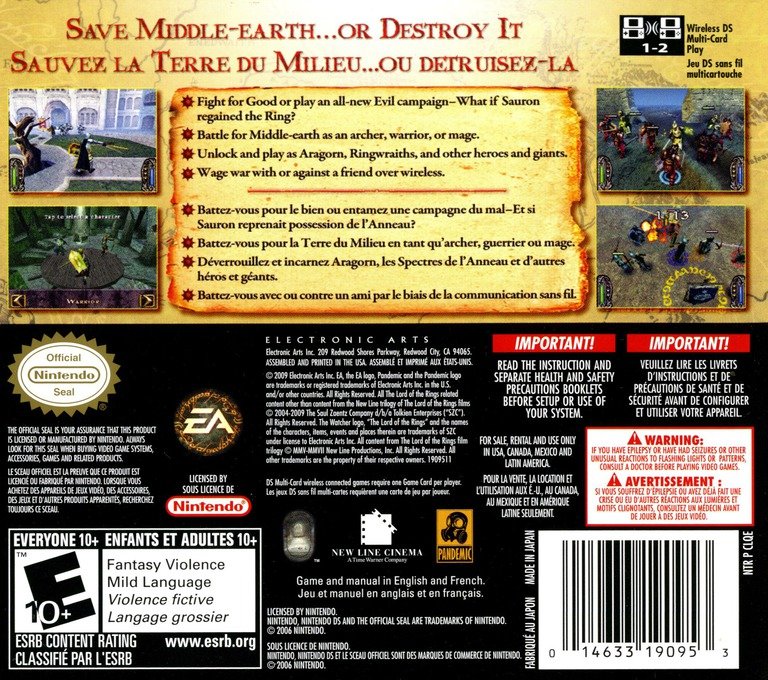 SAVE MIDDLE-EARTH...OR DESTROY IT
SAUVEZ LA TERRE DU MILIEU...OU DETRUISEZ-LA
1-2
Wireless DS
Multi-Card
Play
Jeu DS sans fil
multicartouche
Fight for Good or play an all-new Evil campaign–What if Sauron
regained the Ring?
Battle for Middle-earth as an archer, warrior, or mage.
Unlock and play as Aragorn, Ringwraiths, and other heroes and giants.
Wage war with or against a friend over wireless.
Battez-vous pour le bien ou entamez une campagne du mal–Et si
Sauron reprenait possession de l'Anneau?
Battez-vous pour la Terre du Milieu en tant qu'archer, guerrier ou mage.
Déverrouillez et incarnez Aragorn, les Spectres de l'Anneau et d'autres
héros et géants.
Battez-vous avec ou contre un ami par le biais de la communication sans fil.
Tap to select a character
WARRIOR
Official
Nintendo
Seal
®
THE OFFICIAL SEAL IS YOUR ASSURANCE THAT THIS PRODUCT
IS LICENSED OR MANUFACTURED BY NINTENDO. ALWAYS
LOOK FOR THIS SEAL WHEN BUYING VIDEO GAME SYSTEMS,
ACCESSORIES, GAMES AND RELATED PRODUCTS.
LE SCEAU OFFICIEL EST LA PREUVE QUE CE PRODUIT EST
LICENCIÉ OU FABRIQUÉ PAR NINTENDO. LORSQUE VOUS
ACHETEZ DES APPAREILS DE JEUX VIDÉO, DES ACCESSOIRES,
DES JEUX ET D'AUTRES PRODUITS APPARENTÉS, RECHERCHEZ
TOUJOURS CE SCEAU.
EA
LICENSED BY
SOUS LICENCE DE
Nintendo
ELECTRONIC ARTS
Electronic Arts Inc. 209 Redwood Shores Parkway, Redwood City, CA 94065.
ASSEMBLED AND PRINTED IN THE USA. ASSEMBLÉ ET IMPRIMÉ AUX ÉTATS-UNIS.
© 2009 Electronic Arts Inc. EA, the EA logo, Pandemic and the Pandemic logo
are trademarks or registered trademarks of Electronic Arts Inc. in the U.S.
and/or other countries. All Rights Reserved. All The Lord of the Rings related
content other than content from the New Line trilogy of The Lord of the Rings films
© 2004-2009 The Saul Zaentz Company d/b/a Tolkien Enterprises ("SZC").
All Rights Reserved. The Watcher logo, "The Lord of the Rings" and the names of
the characters, items, events and places therein are trademarks of SZC
under license to Electronic Arts Inc. All content from The Lord of the Rings film
trilogy © MMV-MMVII New Line Productions, Inc. All Rights Reserved. All
other trademarks are the property of their respective owners. 1909511
DS Multi-Card wireless connected games require one Game Card per player.
Les jeux DS sans fil multi-cartes requièrent une carte de jeu par joueur.
NEW LINE CINEMA
A Time Warner Company
PANDEMIC
Game and manual in English and French.
Jeu et manuel en anglais et en français.
LICENSED BY NINTENDO.
NINTENDO, NINTENDO DS AND THE OFFICIAL SEAL ARE TRADEMARKS OF NINTENDO.
© 2006 NINTENDO.
SOUS LICENCE DE NINTENDO.
NINTENDO, NINTENDO DS ET LE SCEAU OFFICIEL SONT DES MARQUES DE COMMERCE DE NINTENDO.
© 2006 NINTENDO.
IMPORTANT!
READ THE INSTRUCTION AND
SEPARATE HEALTH AND SAFETY
PRECAUTIONS BOOKLETS
BEFORE SETUP OR USE OF
YOUR SYSTEM.
IMPORTANT!
VEUILLEZ LIRE LES LIVRETS
D'INSTRUCTIONS ET DE
PRÉCAUTIONS DE SANTÉ ET DE
SÉCURITÉ AVANT DE CONFIGURER
ET UTILISER VOTRE APPAREIL.
FOR SALE, RENTAL AND USE ONLY
IN USA, CANADA, MEXICO AND
LATIN AMERICA.
POUR LA VENTE, LA LOCATION ET
L'UTILISATION AUX É.-U., AU CANADA,
AU MEXIQUE ET EN AMÉRIQUE
LATINE SEULEMENT.
WARNING:
IF YOU HAVE EPILEPSY OR HAVE HAD SEIZURES OR OTHER
UNUSUAL REACTIONS TO FLASHING LIGHTS OR PATTERNS,
CONSULT A DOCTOR BEFORE PLAYING VIDEO GAMES.
AVERTISSEMENT :
SI VOUS SOUFFREZ D'ÉPILEPSIE OU AVEZ DÉJÀ FAIT UNE
CRISE OU EU D'AUTRES RÉACTIONS AUX LUMIÈRES ET
MOTIFS CLIGNOTANTS, CONSULTEZ UN MÉDECIN AVANT
DE JOUER À DES JEUX VIDÉO.
EVERYONE 10+ ENFANTS ET ADULTES 10+
E
10+
Fantasy Violence
Mild Language
Violence fictive
Langage grossier
ESRB CONTENT RATING www.esrb.org
CLASSIFIÉ PAR L'ESRB
FABRIQUÉ AU JAPON MADE IN JAPAN
NTR P CLQE
0 14633 19095 3